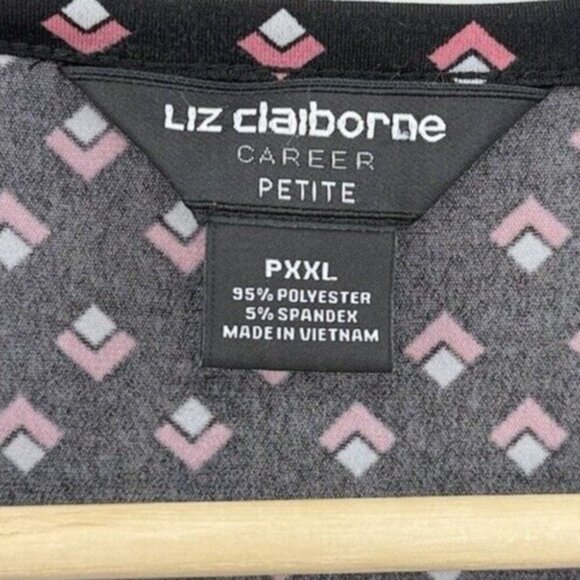 Liz claiborne
CAREER
PETITE
PXXL
95% POLYESTER
5% SPANDEX
MADE IN VIETNAM